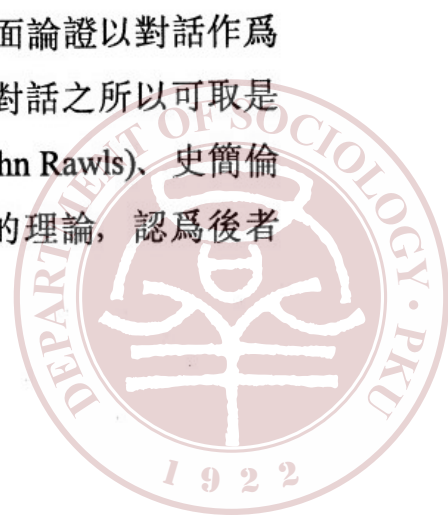 面論證以對話作爲
對話之所以可取是
hn Rawls)、史簡倫
的理論，認爲後者
DEPARTMENT OF SOCIOLOGY · PKU
1922